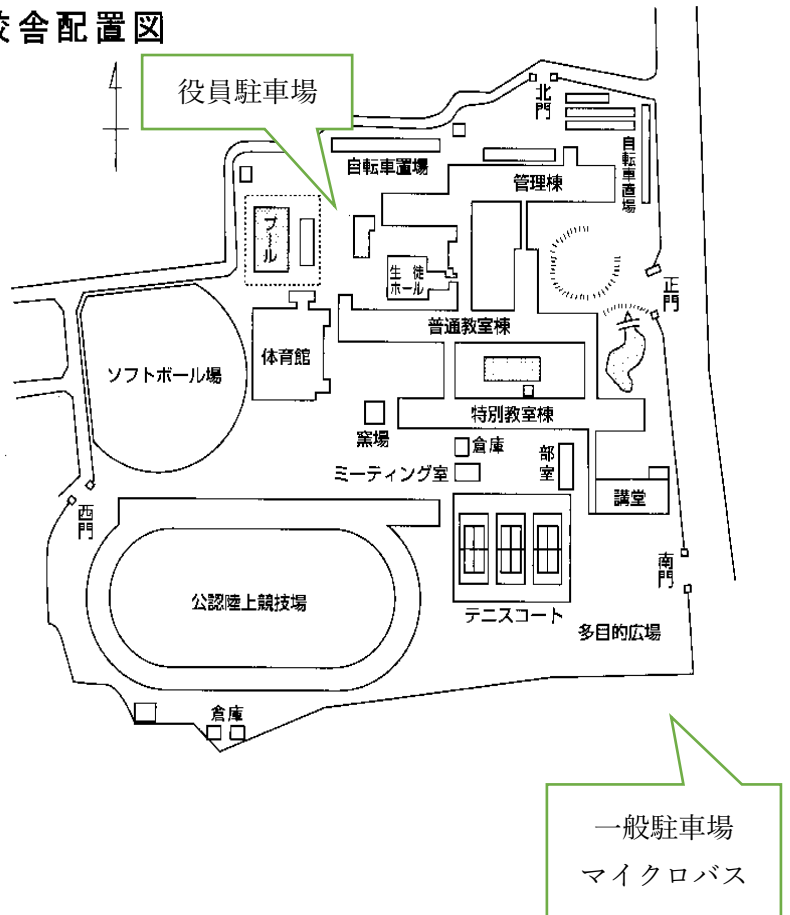 校舎配置図
役員駐車場
北門
自転車置場
自転車置場
管理棟
プール
生徒
ホール
正門
普通教室棟
体育館
ソフトボール場
特別教室棟
窯場
倉庫
部室
ミーティング室
講堂
西門
南門
公認陸上競技場
テニスコート
多目的広場
倉庫
一般駐車場
マイクロバス